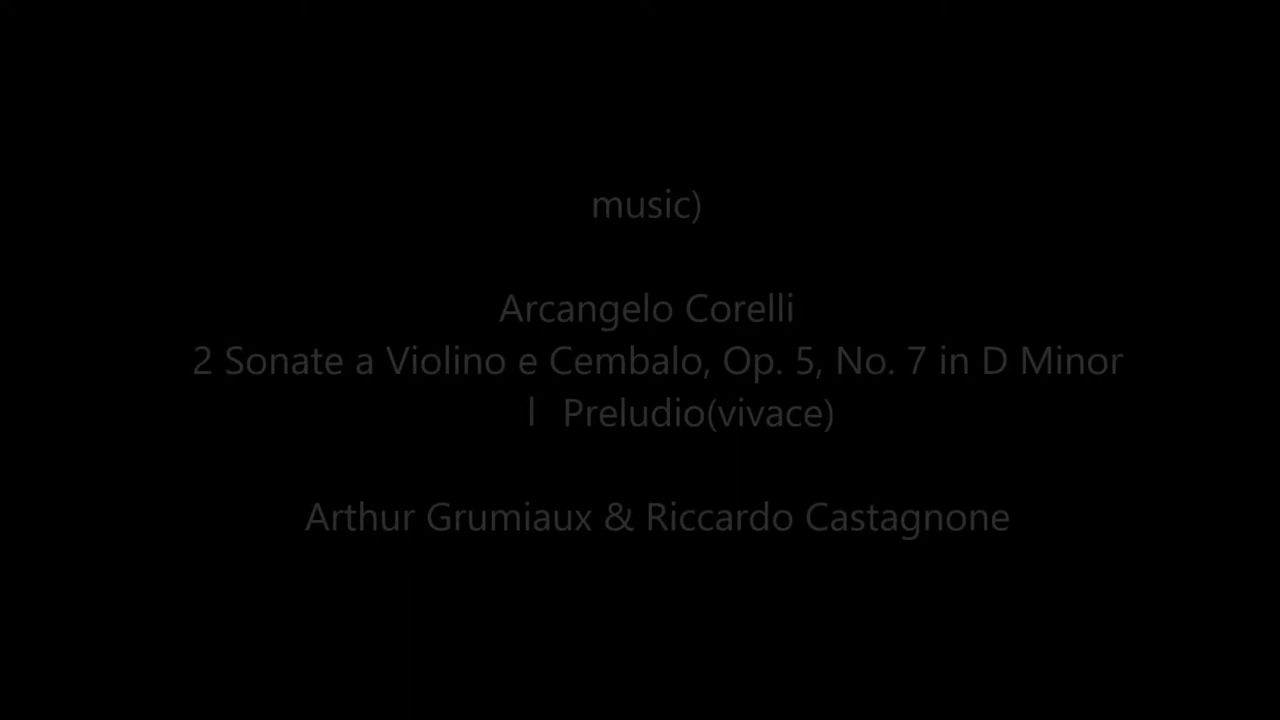 music)
Arcangelo Corelli
2 Sonate a Violino e Cembalo, Op. 5, No. 7 in D Minor
Ⅰ Preludio(vivace)
Arthur Grumiaux & Riccardo Castagnone